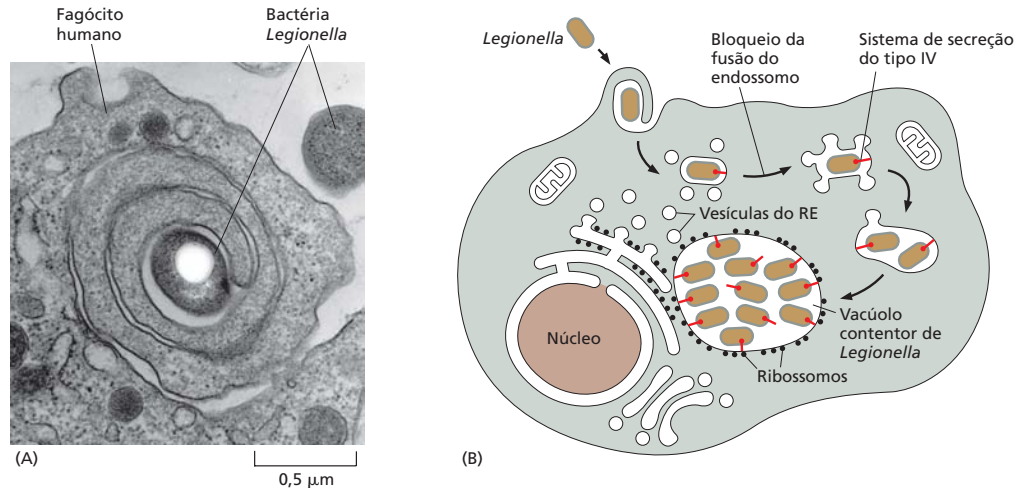 Fagócito
humano
Bactéria
Legionella
(A)
0,5 μm
Legionella
Bloqueio da
fusão do
endossomo
Sistema de secreção
do tipo IV
Vesículas do RE
Núcleo
Vacúolo
contentor de
Legionella
Ribossomos
(B)